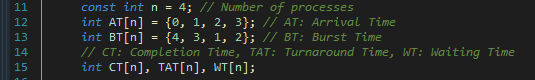 11 const int n = 4; // Number of processes
12 int AT[n] = {0, 1, 2, 3}; // AT: Arrival Time
13 int BT[n] = {4, 3, 1, 2}; // BT: Burst Time
14 // CT: Completion Time, TAT: Turnaround Time, WT: Waiting Time
15 int CT[n], TAT[n], WT[n];